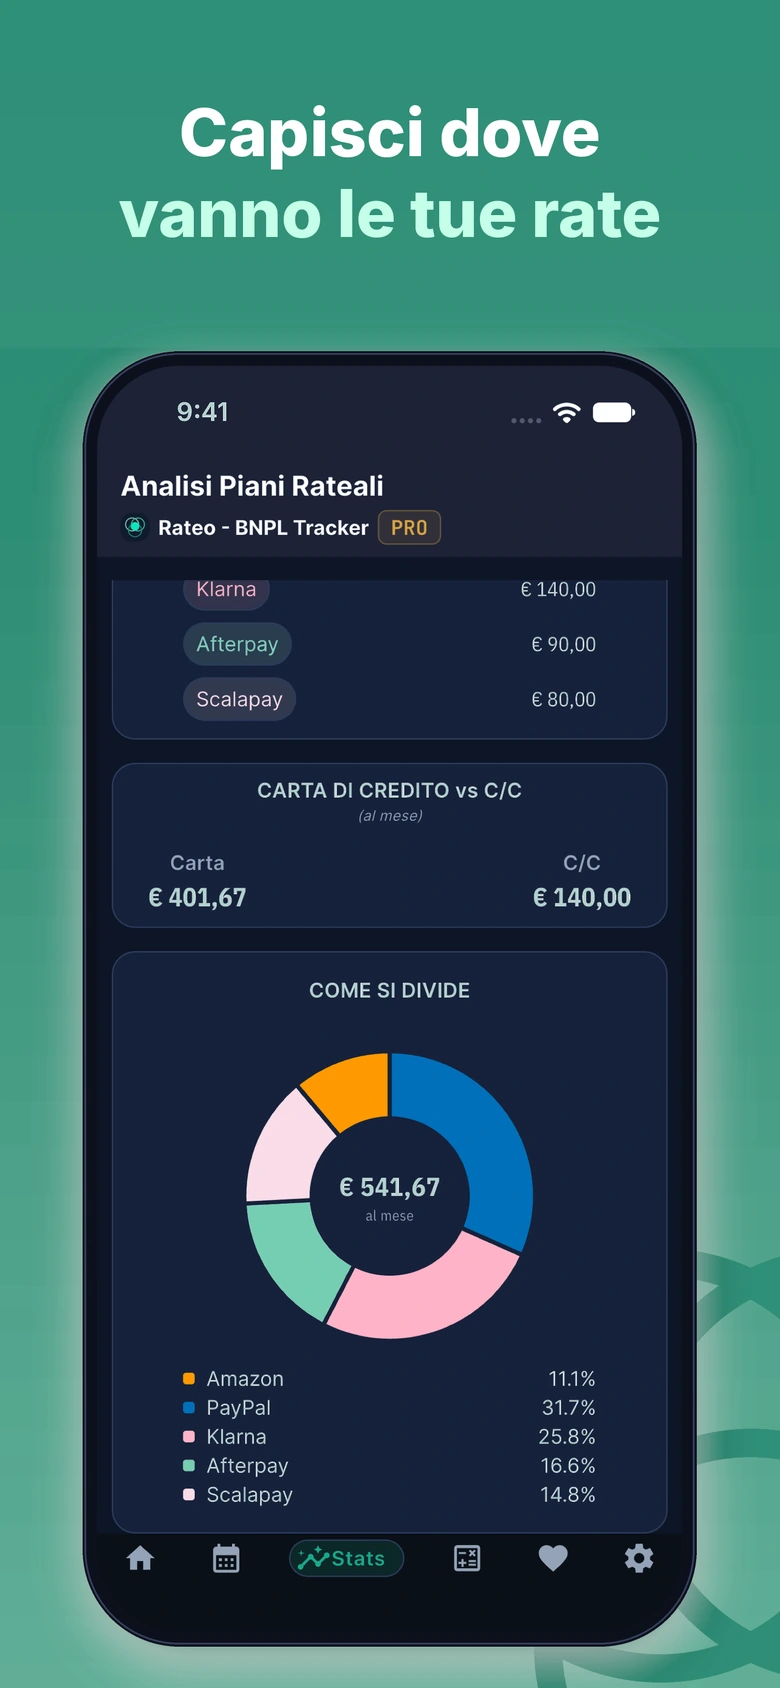 Capisci dove
vanno le tue rate
9:41
Analisi Piani Rateali
Rateo - BNPL Tracker PRO
Klarna € 140,00
Afterpay € 90,00
Scalapay € 80,00
CARTA DI CREDITO vs C/C
(al mese)
Carta C/C
€ 401,67 € 140,00
COME SI DIVIDE
€ 541,67
al mese
Amazon 11.1%
PayPal 31.7%
Klarna 25.8%
Afterpay 16.6%
Scalapay 14.8%
Stats